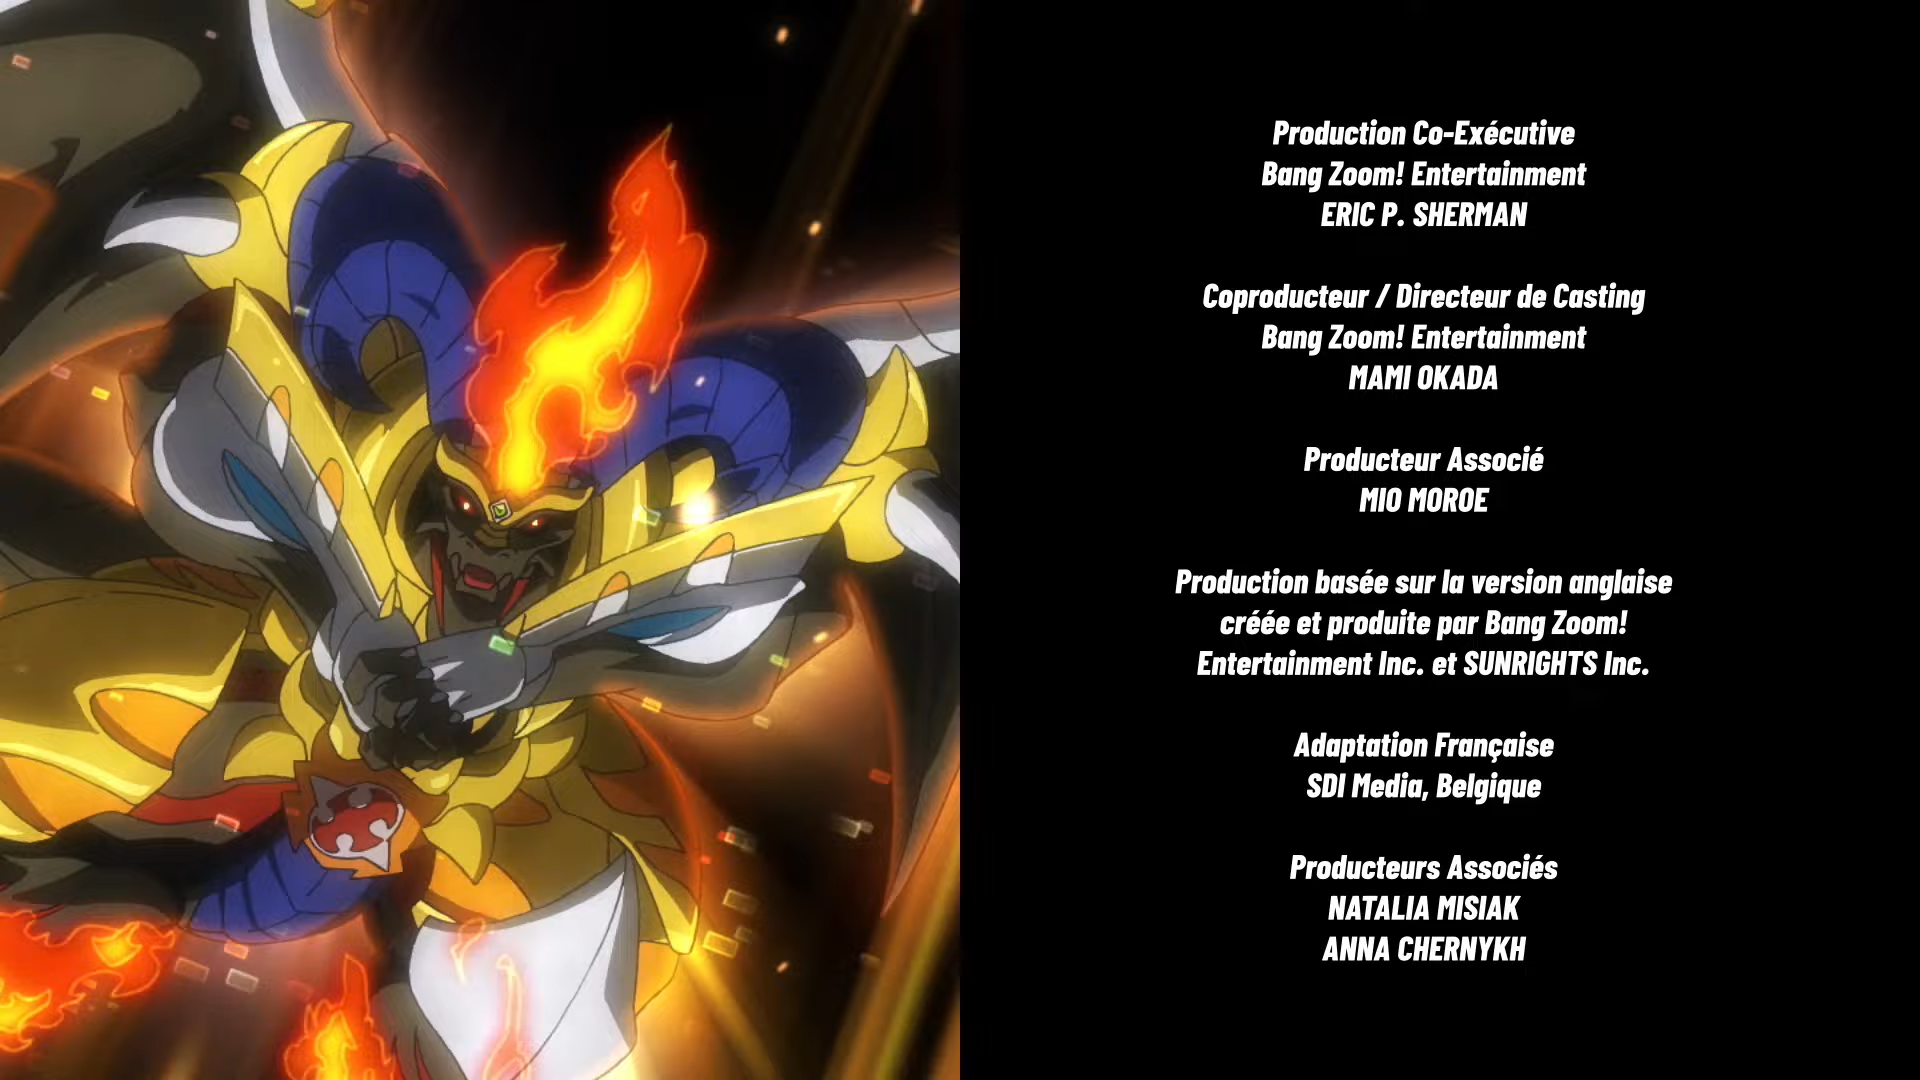 Production Co-Exécutive
Bang Zoom! Entertainment
ERIC P. SHERMAN
Coproducteur / Directeur de Casting
Bang Zoom! Entertainment
MAMI OKADA
Producteur Associé
MIO MOROE
Production basée sur la version anglaise
créée et produite par Bang Zoom!
Entertainment Inc. et SUNRIGHTS Inc.
Adaptation Française
SDI Media, Belgique
Producteurs Associés
NATALIA MISIAK
ANNA CHERNYKH